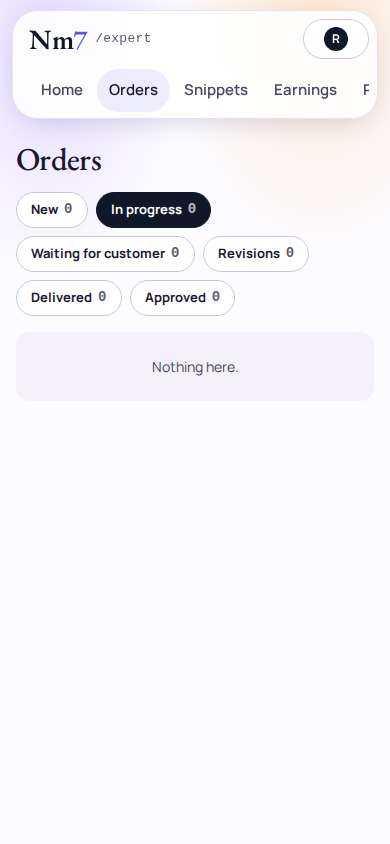 Nm7 /expert R
Home Orders Snippets Earnings
Orders
New 0 In progress 0
Waiting for customer 0 Revisions 0
Delivered 0 Approved 0
Nothing here.